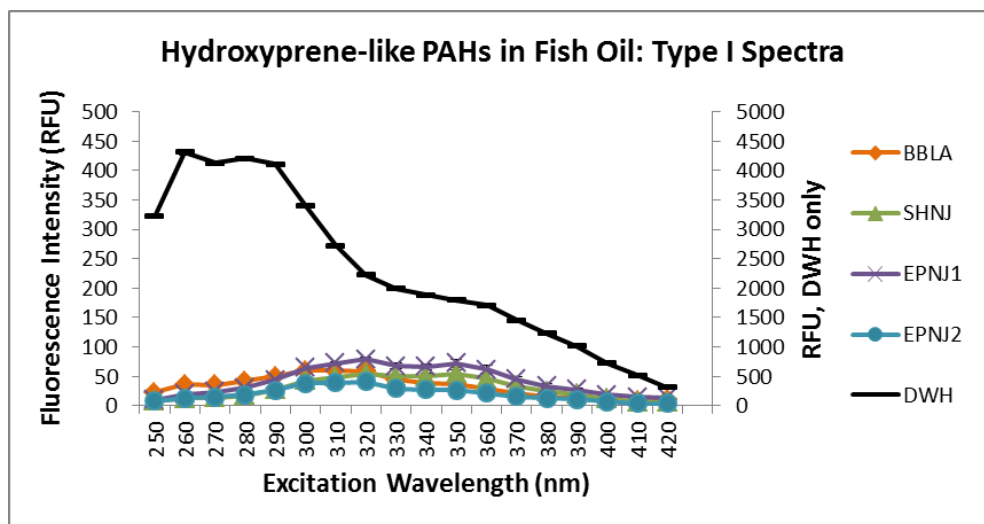 Hydroxyprene-like PAHs in Fish Oil: Type I Spectra
Fluorescence Intensity (RFU)
500
450
400
350
300
250
200
150
100
50
0
5000
4500
4000
3500
3000
2500
2000
1500
1000
500
0
RFU, DWH only
250 260 270 280 290 300 310 320 330 340 350 360 370 380 390 400 410 420
Excitation Wavelength (nm)
BBLA
SHNJ
EPNJ1
EPNJ2
DWH